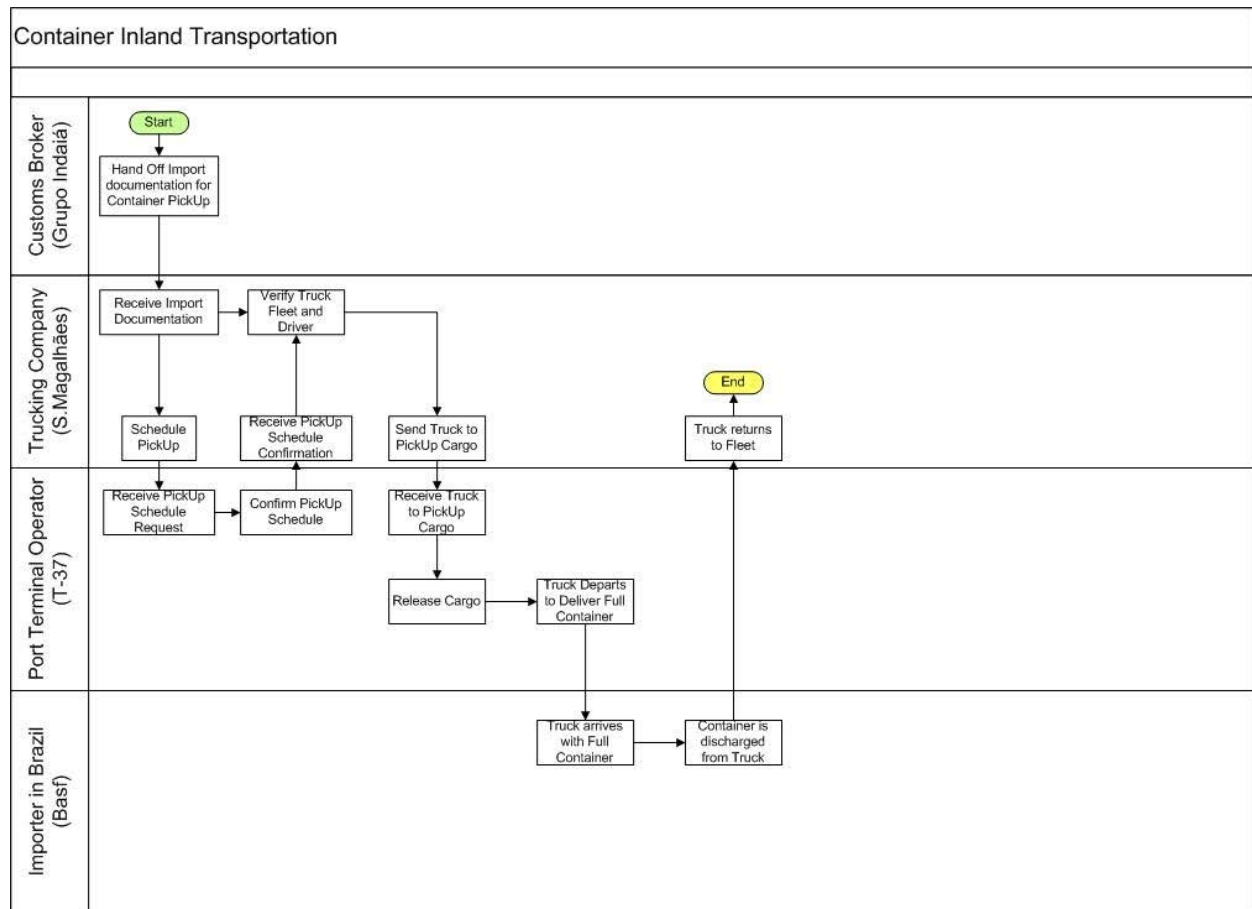 Container Inland Transportation
Customs Broker
(Grupo Indaiá)
Start
Hand Off Import
documentation for
Container PickUp
Trucking Company
(S.Magalhães)
Receive Import
Documentation
Verify Truck
Fleet and
Driver
End
Schedule
PickUp
Receive PickUp
Schedule
Confirmation
Send Truck to
PickUp Cargo
Truck returns
to Fleet
Port Terminal Operator
(T-37)
Receive PickUp
Schedule
Request
Confirm PickUp
Schedule
Receive Truck
to PickUp
Cargo
Release Cargo
Truck Departs
to Deliver Full
Container
Importer in Brazil
(Basf)
Truck arrives
with Full
Container
Container is
discharged
from Truck